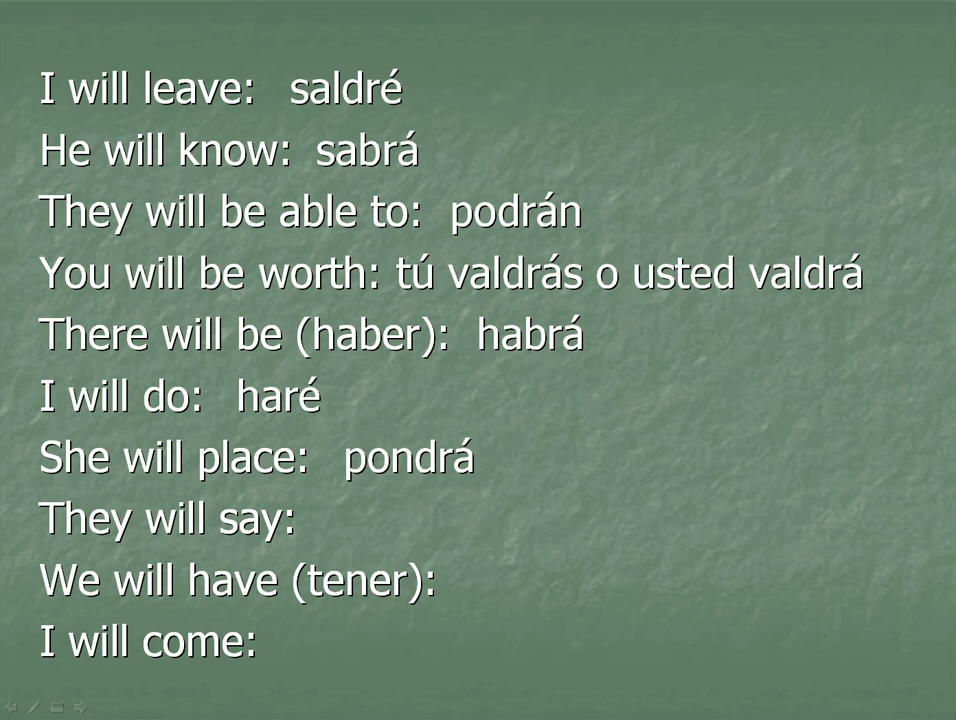 I will leave: saldré
He will know: sabrá
They will be able to: podrán
You will be worth: tú valdrás o usted valdrá
There will be (haber): habrá
I will do: haré
She will place: pondrá
They will say:
We will have (tener):
I will come: